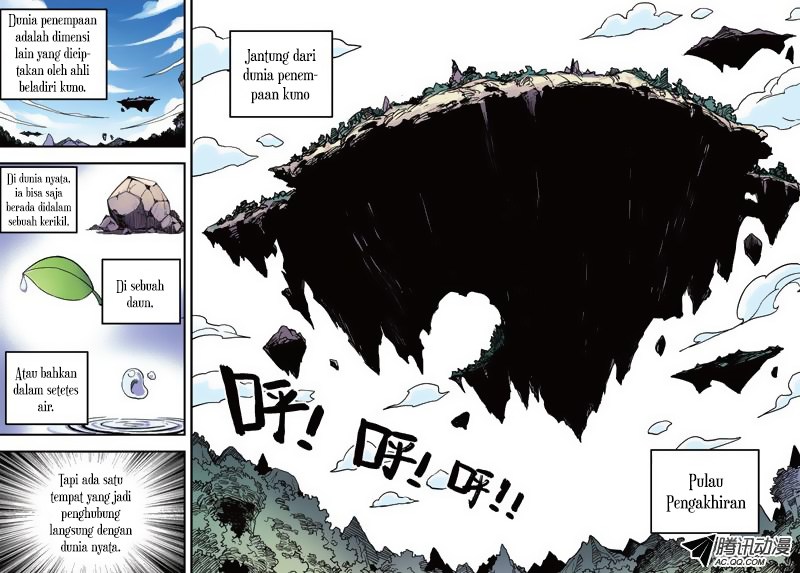 Dunia penempaan
adalah dimensi
lain yang dicip-
takan oleh ahli
beladiri kuno.
Di dunia nyata,
ia bisa saja
berada didalam
sebuah kerikil.
Di sebuah
daun.
Atau bahkan
dalam setetes
air.
Tapi ada satu
tempat yang jadi
penghubung
langsung dengan
dunia nyata.
Jantung dari
dunia penem-
paan kuno
呼! 呼! 呼!!
Pulau
Pengakhiran
腾讯动漫
AC.QQ.COM